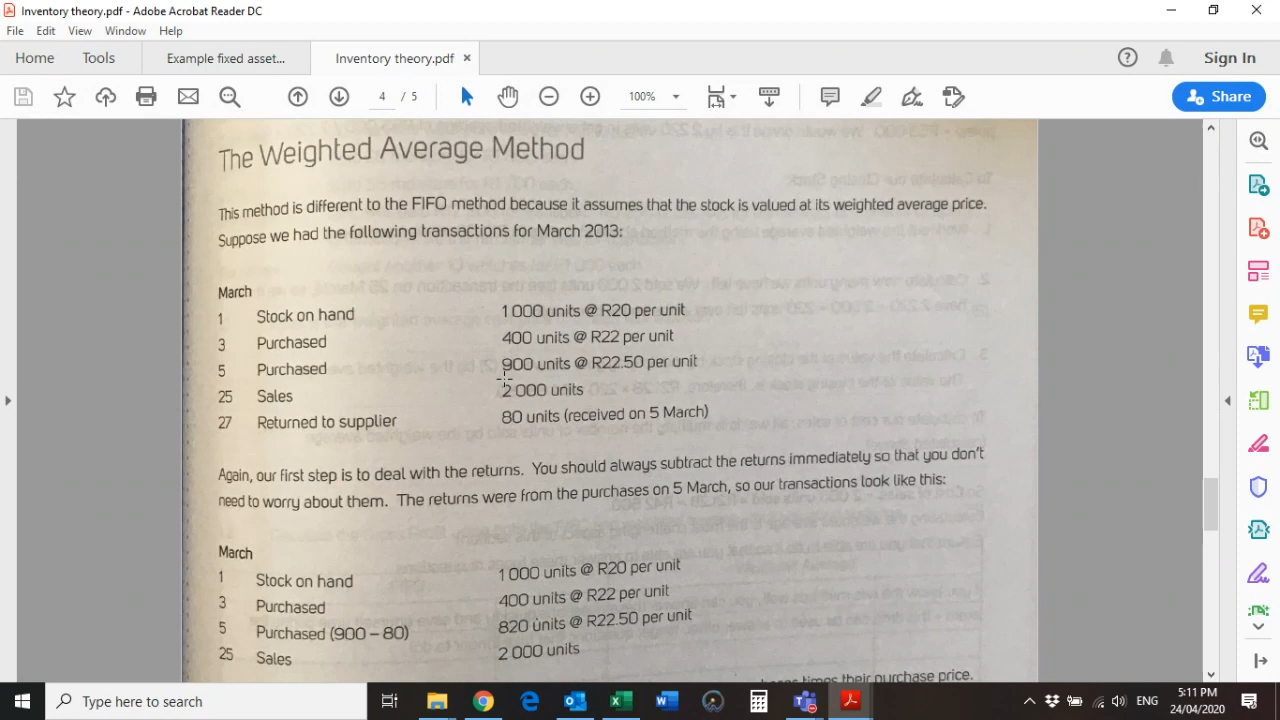 Inventory theory.pdf - Adobe Acrobat Reader DC
File Edit View Window Help
Home Tools Example fixed asset... Inventory theory.pdf × Sign In
4 / 5 100% Share
The Weighted Average Method
This method is different to the FIFO method because it assumes that the stock is valued at its weighted average price.
Suppose we had the following transactions for March 2013:
March
1 Stock on hand 1 000 units @ R20 per unit
3 Purchased 400 units @ R22 per unit
5 Purchased 900 units @ R22.50 per unit
25 Sales 2 000 units
27 Returned to supplier 80 units (received on 5 March)
Again, our first step is to deal with the returns. You should always subtract the returns immediately so that you don't
need to worry about them. The returns were from the purchases on 5 March, so our transactions look like this:
March
1 Stock on hand 1 000 units @ R20 per unit
3 Purchased 400 units @ R22 per unit
5 Purchased (900 – 80) 820 units @ R22.50 per unit
25 Sales 2 000 units
times their purchase price.
Type here to search
ENG 5:11 PM
24/04/2020